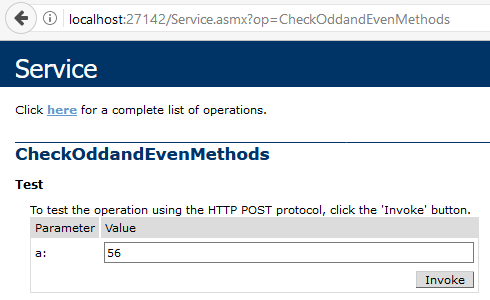 localhost:27142/Service.asmx?op=CheckOddandEvenMethods
Service
Click here for a complete list of operations.
CheckOddandEvenMethods
Test
To test the operation using the HTTP POST protocol, click the 'Invoke' button.
Parameter Value
a: 56
Invoke